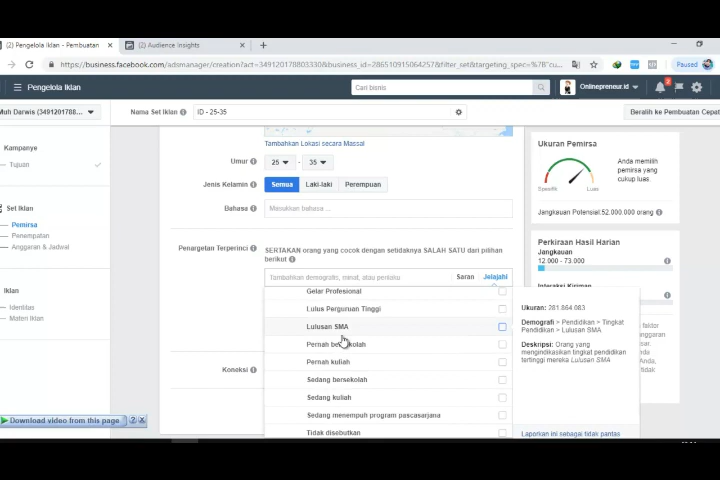 (2) Pengelola Iklan - Pembuatan
(2) Audience Insights
https://business.facebook.com/adsmanager/creation?act=349120178803330&business_id=286510915064257&filter_set&targeting_spec=%7B"cu...
Paused
Pengelola Iklan
Cari bisnis
Onlinepreneur.id
2
Muh Darwis (3491201788...
Nama Set Iklan
ID - 25-35
Beralih ke Pembuatan Cepat
Kampanye
Tujuan
Set Iklan
Pemirsa
Penempatan
Anggaran & Jadwal
Iklan
Identitas
Materi Iklan
Tambahkan Lokasi secara Massal
Umur
25
-
35
Jenis Kelamin
Semua
Laki-laki
Perempuan
Bahasa
Masukkan bahasa ...
Penargetan Terperinci
SERTAKAN orang yang cocok dengan setidaknya SALAH SATU dari pilihan
berikut
Tambahkan demografis, minat, atau perilaku
Saran
Jelajahi
Gelar Profesional
Lulus Perguruan Tinggi
Lulusan SMA
Pernah bersekolah
Pernah kuliah
Sedang bersekolah
Sedang kuliah
Sedang menempuh program pascasarjana
Tidak disebutkan
Koneksi
Ukuran: 281.864.083
Demografi > Pendidikan > Tingkat
Pendidikan > Lulusan SMA
Deskripsi: Orang yang
mengindikasikan tingkat pendidikan
tertinggi mereka Lulusan SMA
Laporkan ini sebagai tidak pantas
Ukuran Pemirsa
Spesifik
Luas
Anda memilih
pemirsa yang
cukup luas.
Jangkauan Potensial:52.000.000 orang
Perkiraan Hasil Harian
Jangkauan
12.000 - 73.000
Interaksi Kiriman
faktor
Download video from this page